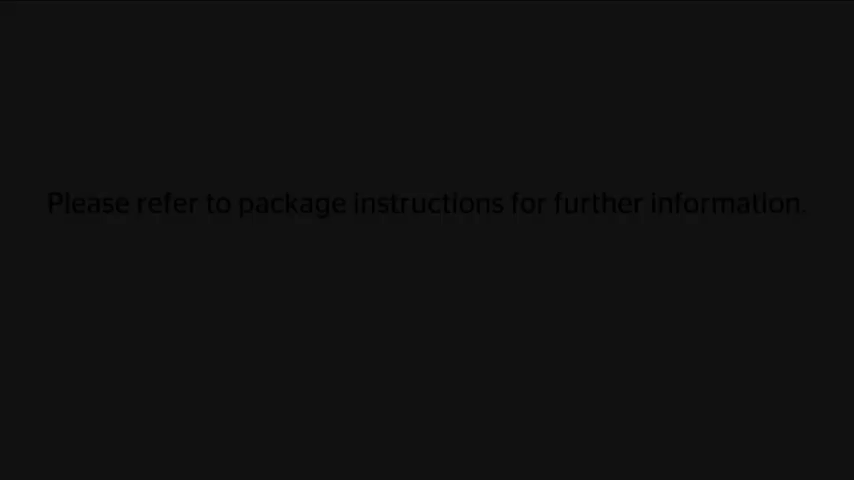 Please refer to package instructions for further information.